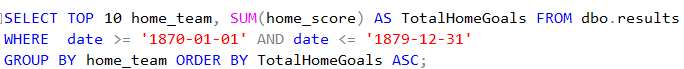 SELECT TOP 10 home_team, SUM(home_score) AS TotalHomeGoals FROM dbo.results
WHERE  date >= '1870-01-01' AND date <= '1879-12-31'
GROUP BY home_team ORDER BY TotalHomeGoals ASC;